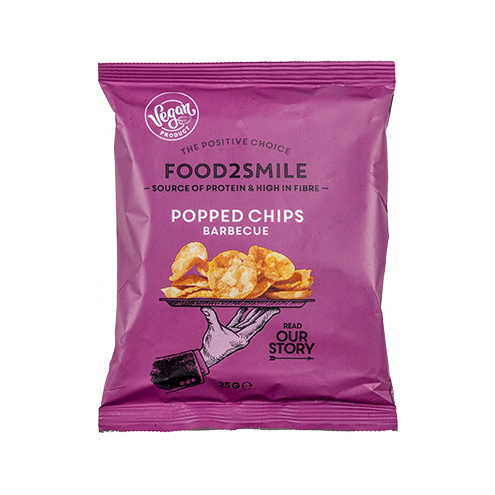 Vegan
PRODUCT
THE POSITIVE CHOICE
FOOD2SMILE
SOURCE OF PROTEIN & HIGH IN FIBRE
POPPED CHIPS
BARBECUE
READ
OUR
STORY
25G℮